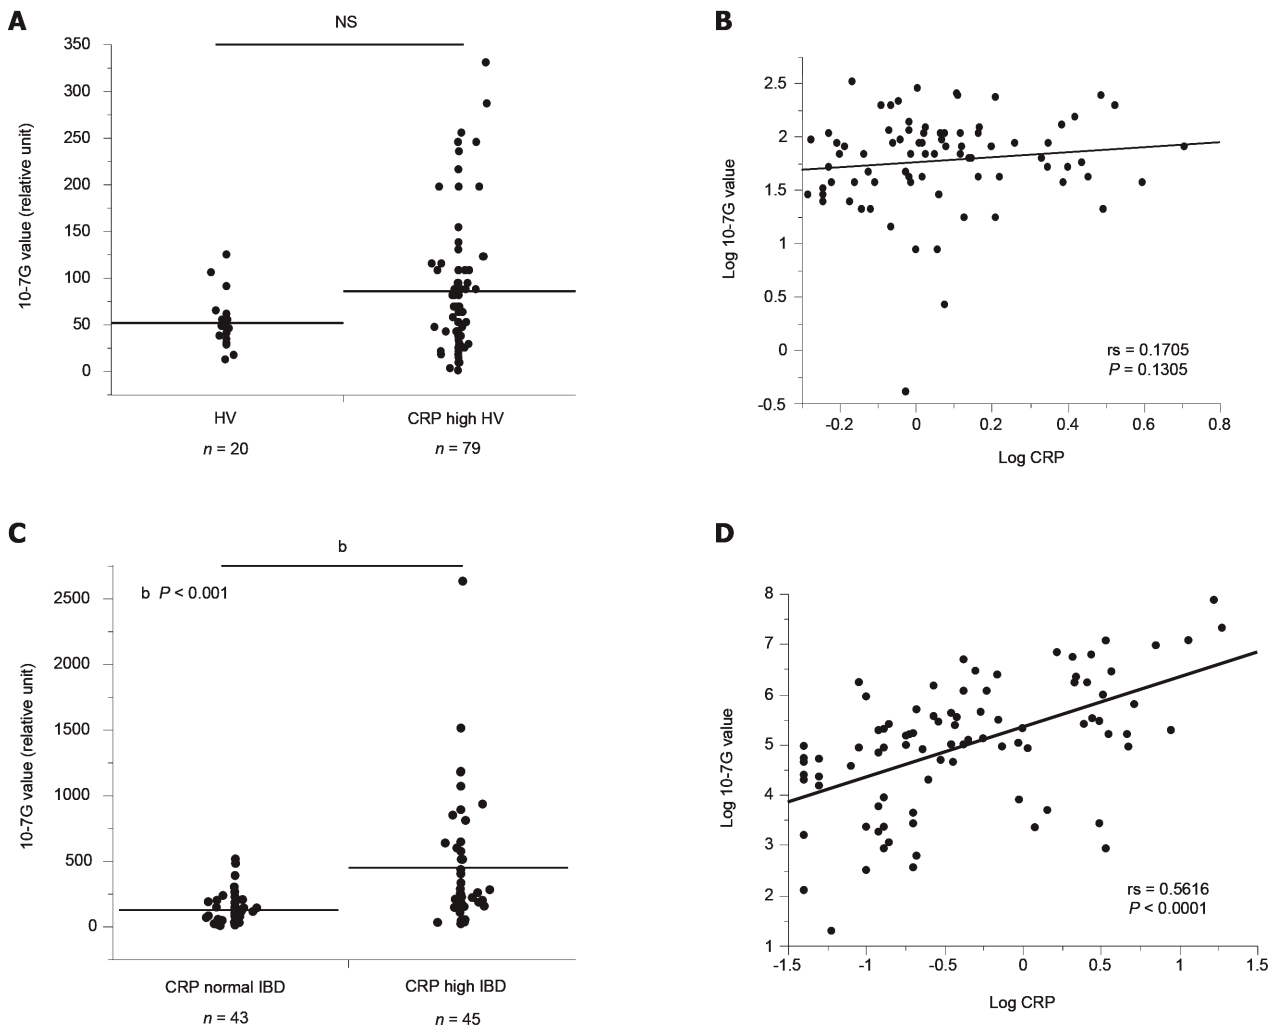 A
NS
350
300
250
200
150
100
50
0
10-7G value (relative unit)
HV
CRP high HV
n = 20
n = 79
B
2.5
2
1.5
1
0.5
0
-0.5
Log 10-7G value
rs = 0.1705
P = 0.1305
-0.2
0
0.2
0.4
0.6
0.8
Log CRP
C
b
b P < 0.001
2500
2000
1500
1000
500
0
10-7G value (relative unit)
CRP normal IBD
CRP high IBD
n = 43
n = 45
D
8
7
6
5
4
3
2
1
Log 10-7G value
rs = 0.5616
P < 0.0001
-1.5
-1
-0.5
0
0.5
1
1.5
Log CRP